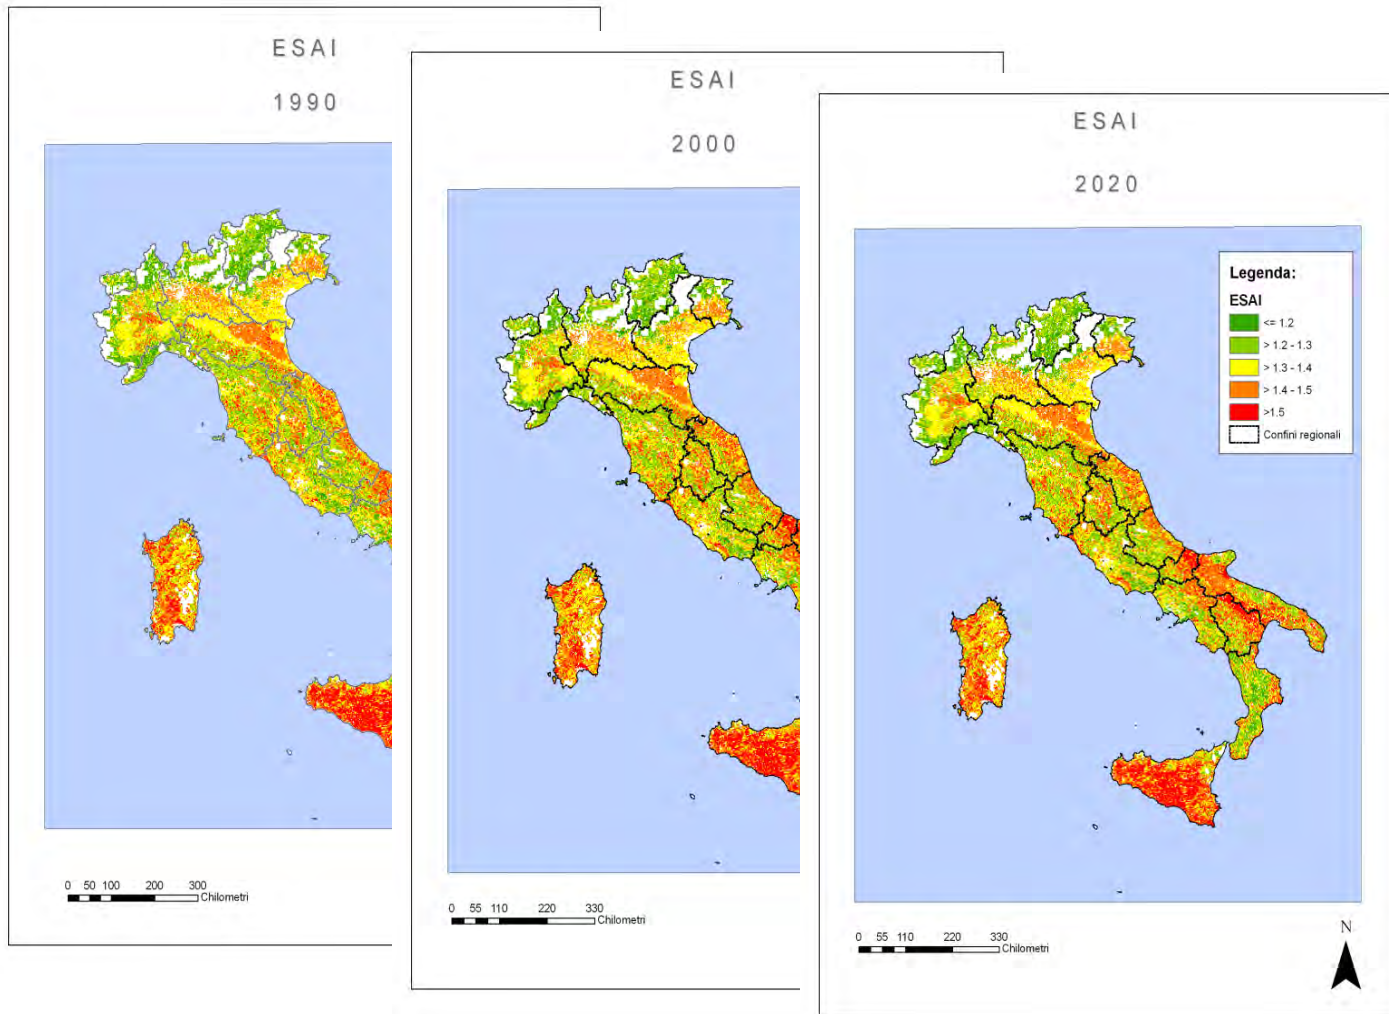 ESAI
1990
0 50 100 200 300
Chilometri
ESAI
2000
0 55 110 220 330
Chilometri
ESAI
2020
Legenda:
ESAI
<= 1.2
> 1.2 - 1.3
> 1.3 - 1.4
> 1.4 - 1.5
>1.5
Confini regionali
0 55 110 220 330
Chilometri
N